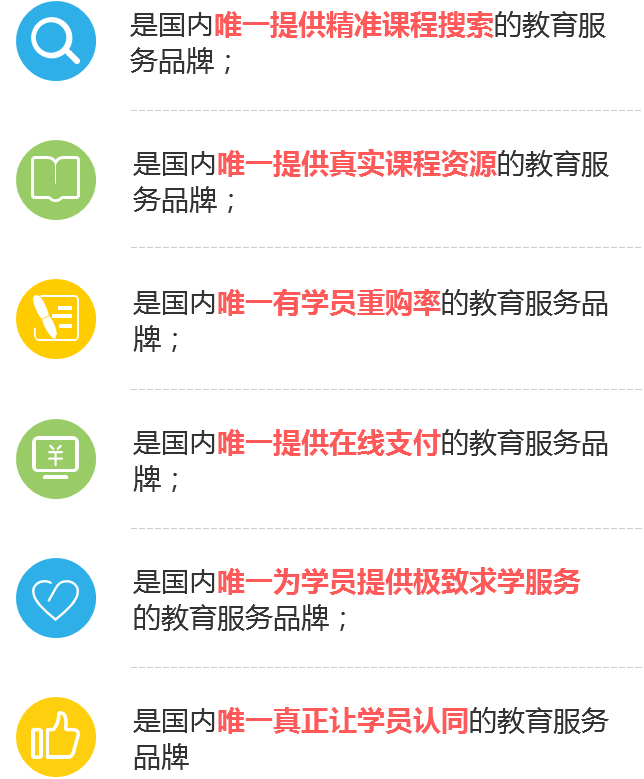 是国内唯一提供精准课程搜索的教育服
务品牌；
是国内唯一提供真实课程资源的教育服
务品牌；
是国内唯一有学员重购率的教育服务品
牌；
是国内唯一提供在线支付的教育服务品
牌；
是国内唯一为学员提供极致求学服务
的教育服务品牌；
是国内唯一真正让学员认同的教育服务
品牌